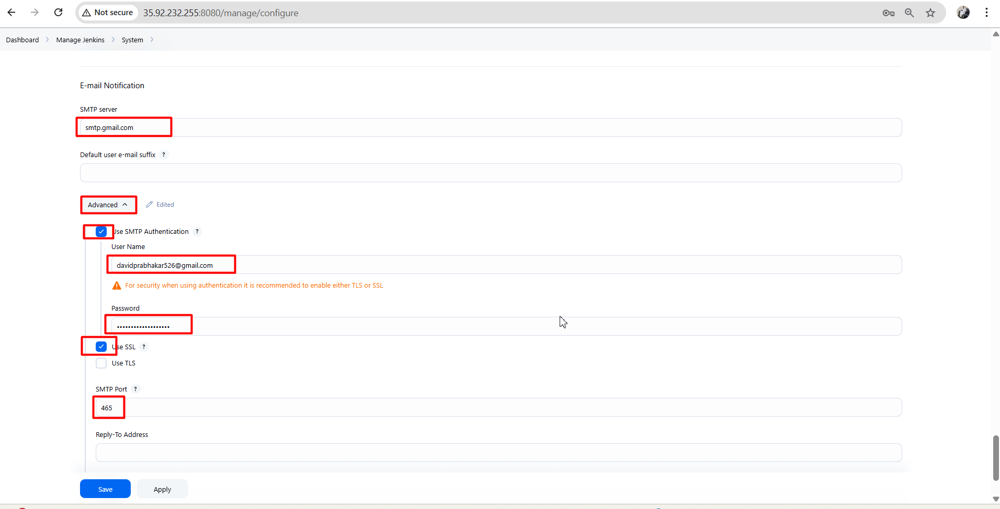 Not secure 35.92.232.255:8080/manage/configure
Dashboard Manage Jenkins System
E-mail Notification
SMTP server
smtp.gmail.com
Default user e-mail suffix ?
Advanced Edited
Use SMTP Authentication ?
User Name
davidprabhakar526@gmail.com
For security when using authentication it is recommended to enable either TLS or SSL
Password
Use SSL ?
Use TLS
SMTP Port ?
465
Reply-To Address
Save Apply